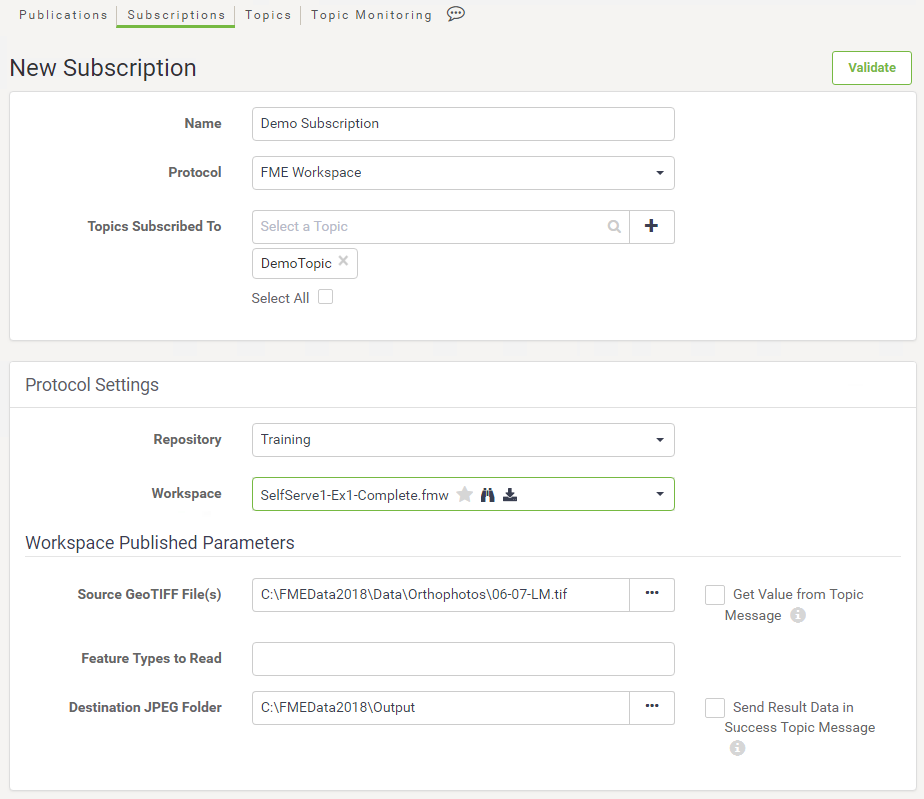 Publications Subscriptions Topics Topic Monitoring
New Subscription Validate
Name Demo Subscription
Protocol FME Workspace
Topics Subscribed To Select a Topic
DemoTopic
Select All
Protocol Settings
Repository Training
Workspace SelfServe1-Ex1-Complete.fmw
Workspace Published Parameters
Source GeoTIFF File(s) C:\FMEData2018\Data\Orthophotos\06-07-LM.tif ... Get Value from Topic
Message
Feature Types to Read
Destination JPEG Folder C:\FMEData2018\Output ... Send Result Data in
Success Topic Message